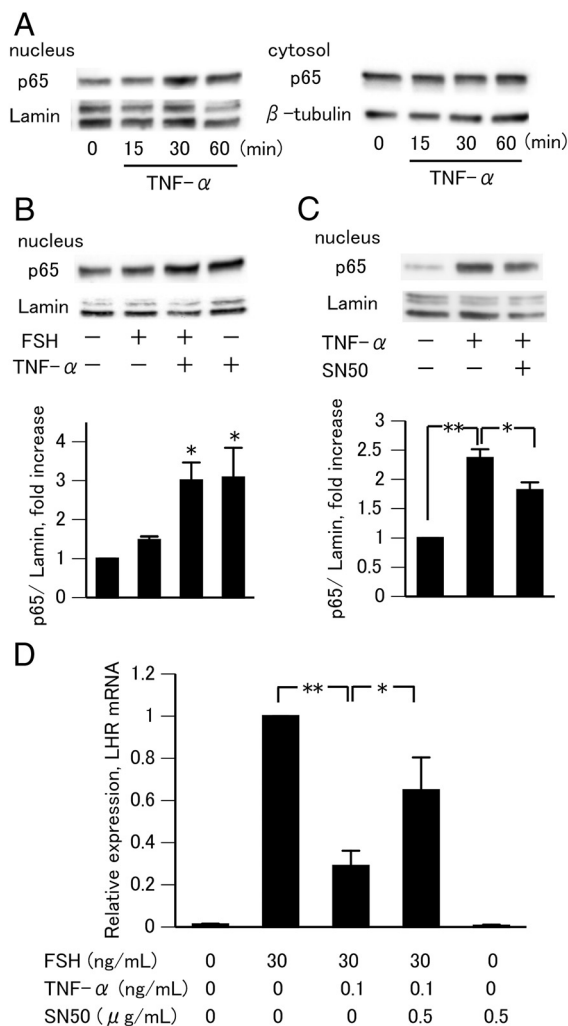 A
nucleus
p65
Lamin
0 15 30 60 (min)
TNF-α
cytosol
p65
β-tubulin
0 15 30 60 (min)
TNF-α
B
nucleus
p65
Lamin
FSH − + + −
TNF-α − − + +
p65/ Lamin, fold increase
4
3
2
1
0
* *
C
nucleus
p65
Lamin
TNF-α − + +
SN50 − − +
p65/ Lamin, fold increase
3
2.5
2
1.5
1
0.5
0
** *
D
Relative expression, LHR mRNA
1.2
1
0.8
0.6
0.4
0.2
0
** *
FSH (ng/mL) 0 30 30 30 0
TNF-α (ng/mL) 0 0 0.1 0.1 0
SN50 (μg/mL) 0 0 0 0.5 0.5